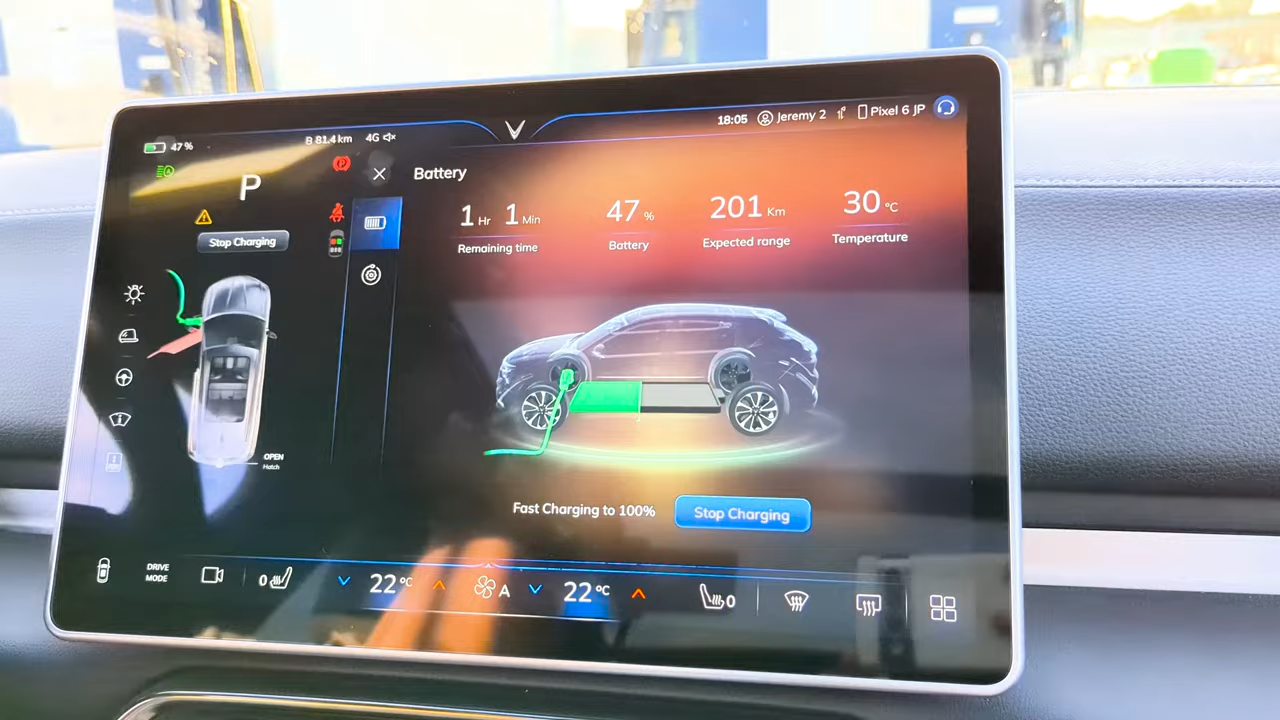 47 %
B 81.4 km
4G
18:05
Jeremy 2
Pixel 6 JP
P
Stop Charging
Battery
1 Hr 1 Min
Remaining time
47 %
Battery
201 Km
Expected range
30 °C
Temperature
OPEN
Hatch
Fast Charging to 100%
Stop Charging
DRIVE
MODE
0
22°C
A
22°C
0